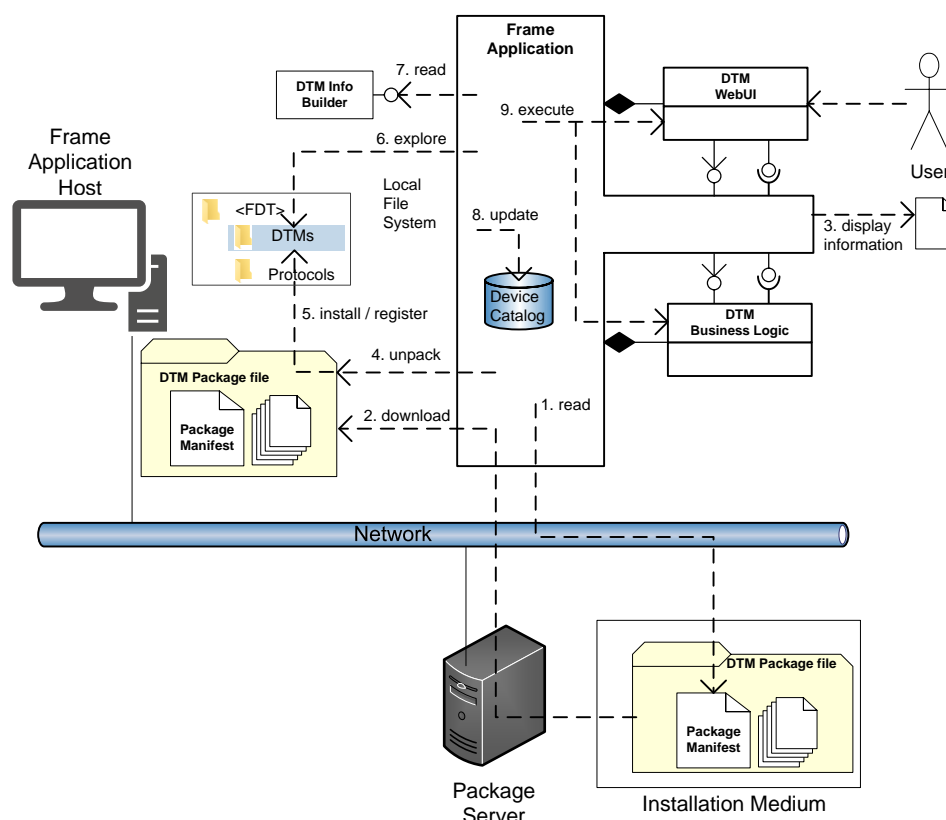 Frame
Application
7. read
DTM Info
Builder
DTM
WebUI
9. execute
6. explore
User
Frame
Application
Host
Local
File
System
<FDT>
DTMs
Protocols
8. update
3. display
information
Device
Catalog
5. install / register
DTM
Business Logic
4. unpack
DTM Package file
1. read
2. download
Package
Manifest
Network
DTM Package file
Package
Manifest
Package
Server
Installation Medium